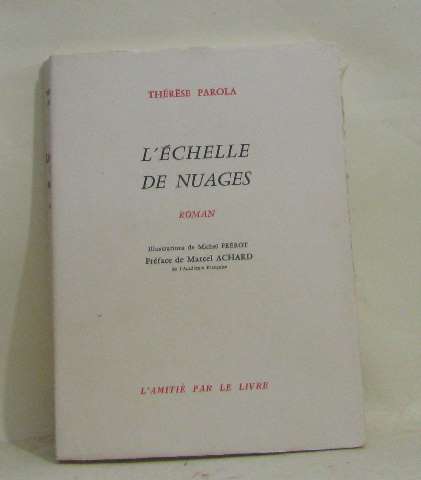 THÉRÈSE PAROLA
L'ÉCHELLE
DE NUAGES
ROMAN
Illustrations de Michel FRÉROT
Préface de Marcel ACHARD
de l'Académie Française
L'AMITIÉ PAR LE LIVRE